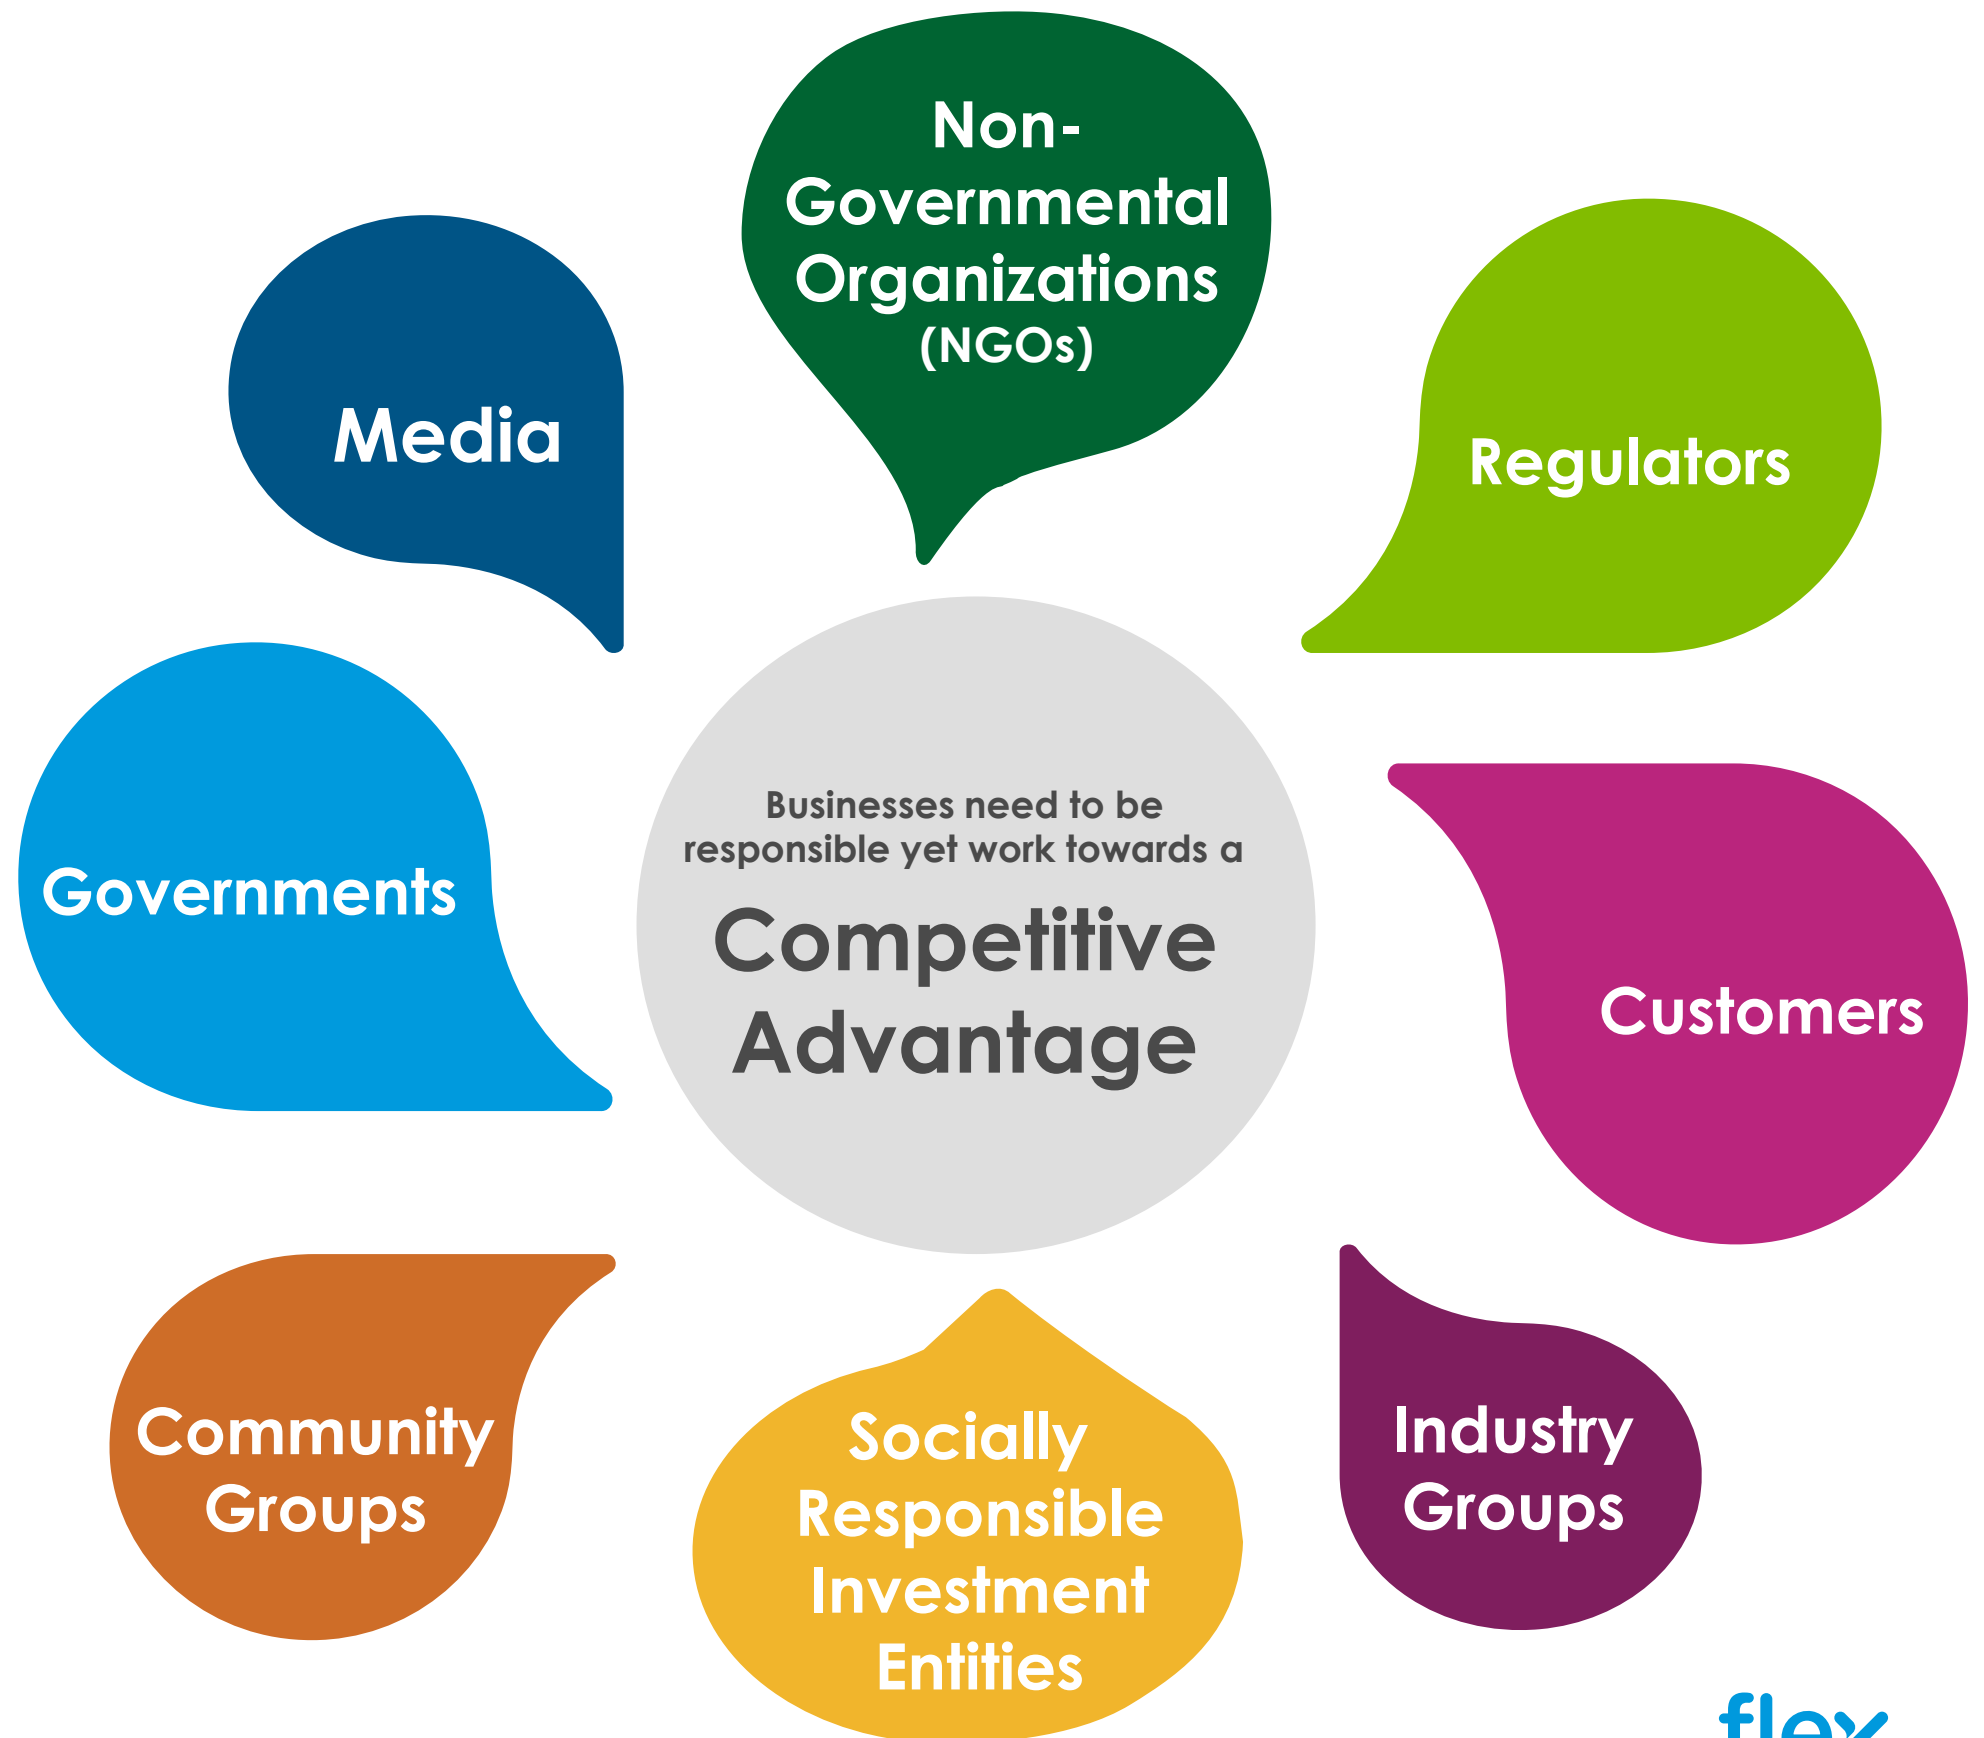 Non-
Governmental
Organizations
(NGOs)
Media
Regulators
Businesses need to be
responsible yet work towards a
Competitive
Advantage
Governments
Customers
Community
Groups
Socially
Responsible
Investment
Entities
Industry
Groups
flex